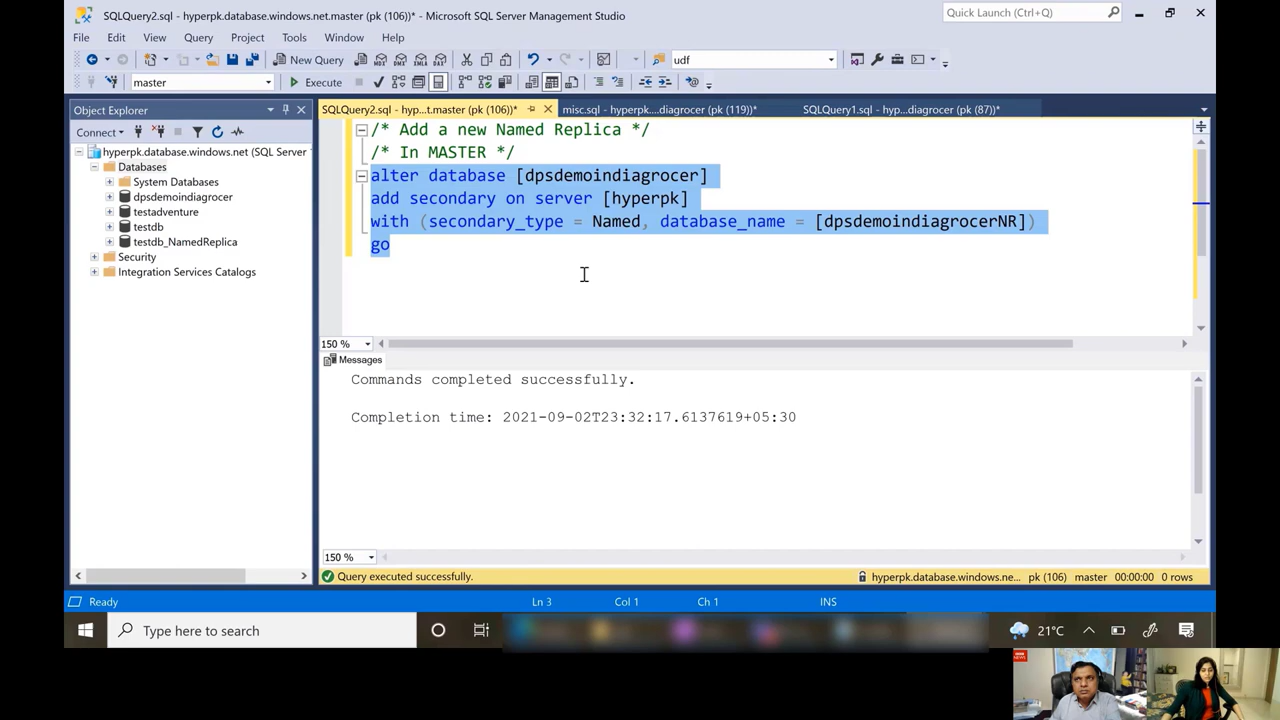 SQLQuery2.sql - hyperpk.database.windows.net.master (pk (106))* - Microsoft SQL Server Management Studio
Quick Launch (Ctrl+Q)
File Edit View Query Project Tools Window Help
New Query
udf
master
Execute
Object Explorer
SQLQuery2.sql - hyp...t.master (pk (106))*
misc.sql - hyperpk....diagrocer (pk (119))*
SQLQuery1.sql - hyp...diagrocer (pk (87))*
Connect
hyperpk.database.windows.net (SQL Server
Databases
System Databases
dpsdemoindiagrocer
testadventure
testdb
testdb_NamedReplica
Security
Integration Services Catalogs
/* Add a new Named Replica */
/* In MASTER */
alter database [dpsdemoindiagrocer]
add secondary on server [hyperpk]
with (secondary_type = Named, database_name = [dpsdemoindiagrocerNR])
go
150 %
Messages
Commands completed successfully.
Completion time: 2021-09-02T23:32:17.6137619+05:30
150 %
Query executed successfully.
hyperpk.database.windows.ne... pk (106) master 00:00:00 0 rows
Ready
Ln 3
Col 1
Ch 1
INS
Type here to search
21°C
NEWS